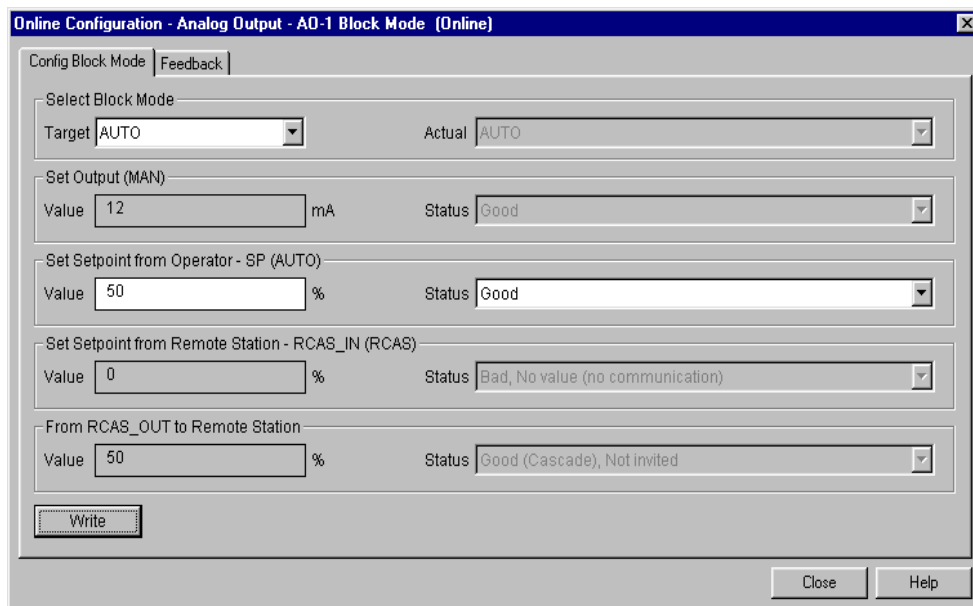 Online Configuration - Analog Output - AO-1 Block Mode (Online)
Config Block Mode Feedback
Select Block Mode
Target AUTO Actual AUTO
Set Output (MAN)
Value 12 mA Status Good
Set Setpoint from Operator - SP (AUTO)
Value 50 % Status Good
Set Setpoint from Remote Station - RCAS_IN (RCAS)
Value 0 % Status Bad, No value (no communication)
From RCAS_OUT to Remote Station
Value 50 % Status Good (Cascade), Not invited
Write
Close Help